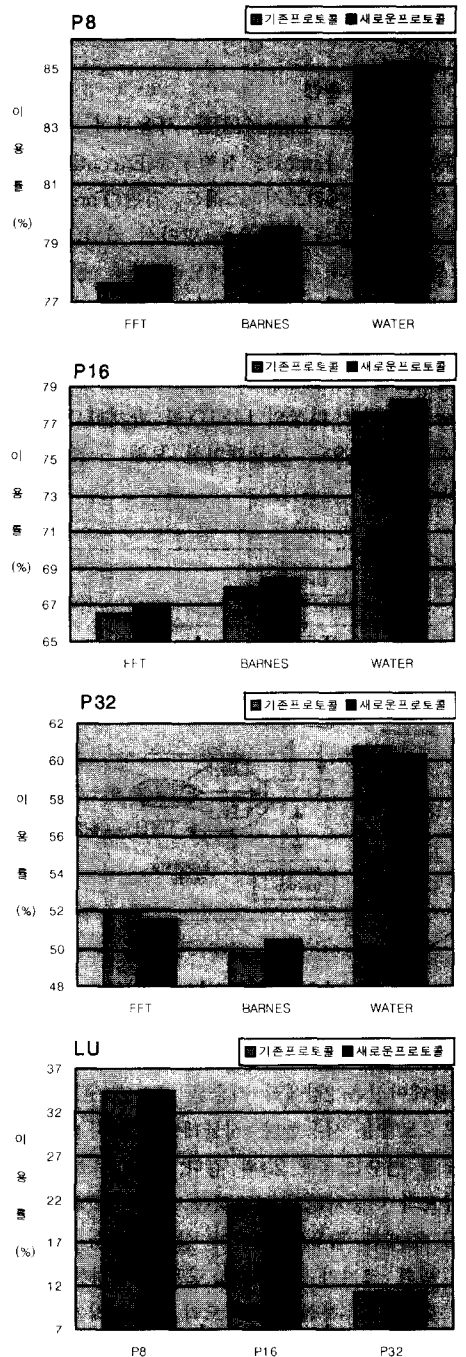 P8
■ 기존프로토콜 ■ 새로운프로토콜
이용률 (%)
85
83
81
79
77
FFT BARNES WATER
P16
■ 기존프로토콜 ■ 새로운프로토콜
이용률 (%)
79
77
75
73
71
69
67
65
FFT BARNES WATER
P32
■ 기존프로토콜 ■ 새로운프로토콜
이용률 (%)
62
60
58
56
54
52
50
48
FFT BARNES WATER
LU
■ 기존프로토콜 ■ 새로운프로토콜
이용률 (%)
37
32
27
22
17
12
7
P8 P16 P32